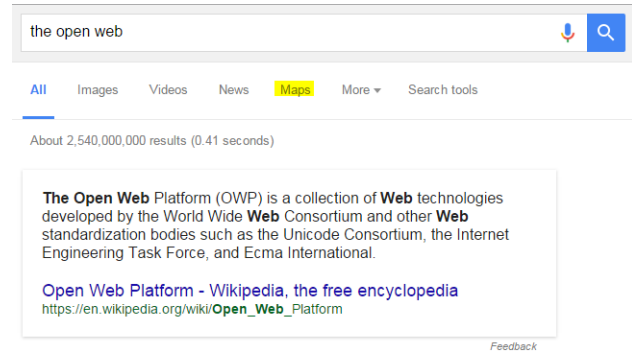 the open web
All Images Videos News Maps More Search tools
About 2,540,000,000 results (0.41 seconds)
The Open Web Platform (OWP) is a collection of Web technologies
developed by the World Wide Web Consortium and other Web
standardization bodies such as the Unicode Consortium, the Internet
Engineering Task Force, and Ecma International.
Open Web Platform - Wikipedia, the free encyclopedia
https://en.wikipedia.org/wiki/Open_Web_Platform
Feedback